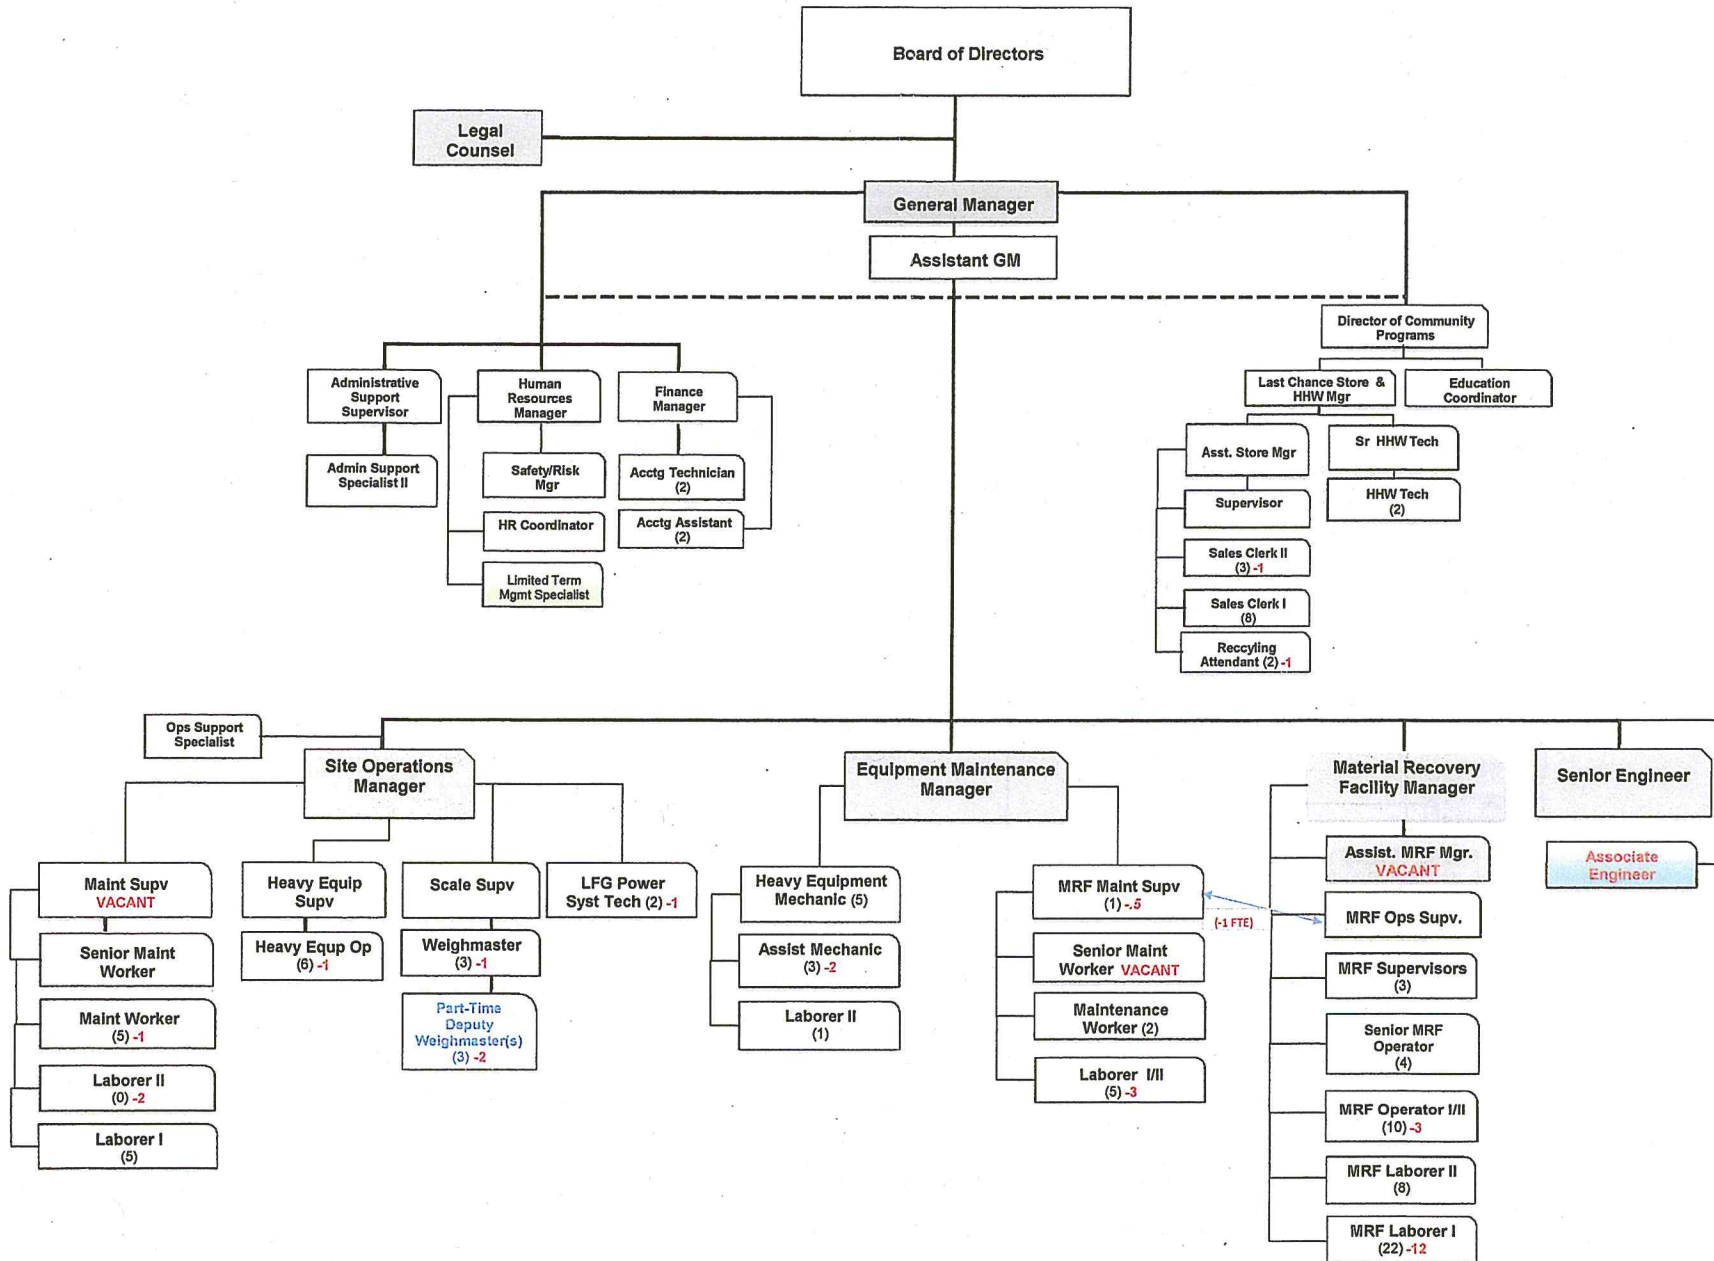 Board of Directors
Legal
Counsel
General Manager
Assistant GM
Director of Community
Programs
Administrative
Support
Supervisor
Human
Resources
Manager
Finance
Manager
Last Chance Store &
HHW Mgr
Education
Coordinator
Admin Support
Specialist II
Safety/Risk
Mgr
Acctg Technician
(2)
Asst. Store Mgr
Sr HHW Tech
HR Coordinator
Acctg Assistant
(2)
Supervisor
HHW Tech
(2)
Limited Term
Mgmt Specialist
Sales Clerk II
(3) -1
Sales Clerk I
(8)
Reccyling
Attendant (2) -1
Ops Support
Specialist
Site Operations
Manager
Equipment Maintenance
Manager
Material Recovery
Facility Manager
Senior Engineer
Maint Supv
VACANT
Heavy Equip
Supv
Scale Supv
LFG Power
Syst Tech (2) -1
Heavy Equipment
Mechanic (5)
MRF Maint Supv
(1) -.5
(-1 FTE)
Assist. MRF Mgr.
VACANT
Associate
Engineer
Senior Maint
Worker
Heavy Equp Op
(6) -1
Weighmaster
(3) -1
Assist Mechanic
(3) -2
Senior Maint
Worker VACANT
MRF Ops Supv.
Maint Worker
(5) -1
Part-Time
Deputy
Weighmaster(s)
(3) -2
Laborer II
(1)
Maintenance
Worker (2)
MRF Supervisors
(3)
Laborer II
(0) -2
Laborer I/II
(5) -3
Senior MRF
Operator
(4)
Laborer I
(5)
MRF Operator I/II
(10) -3
MRF Laborer II
(8)
MRF Laborer I
(22) -12